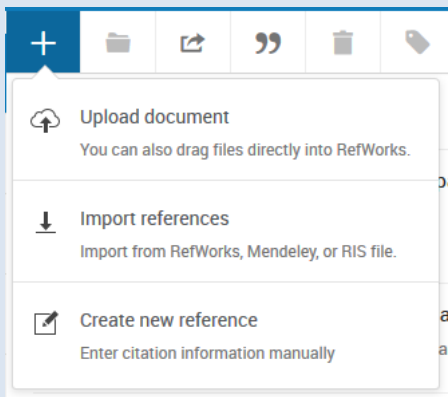 Upload document
You can also drag files directly into RefWorks.
Import references
Import from RefWorks, Mendeley, or RIS file.
Create new reference
Enter citation information manually